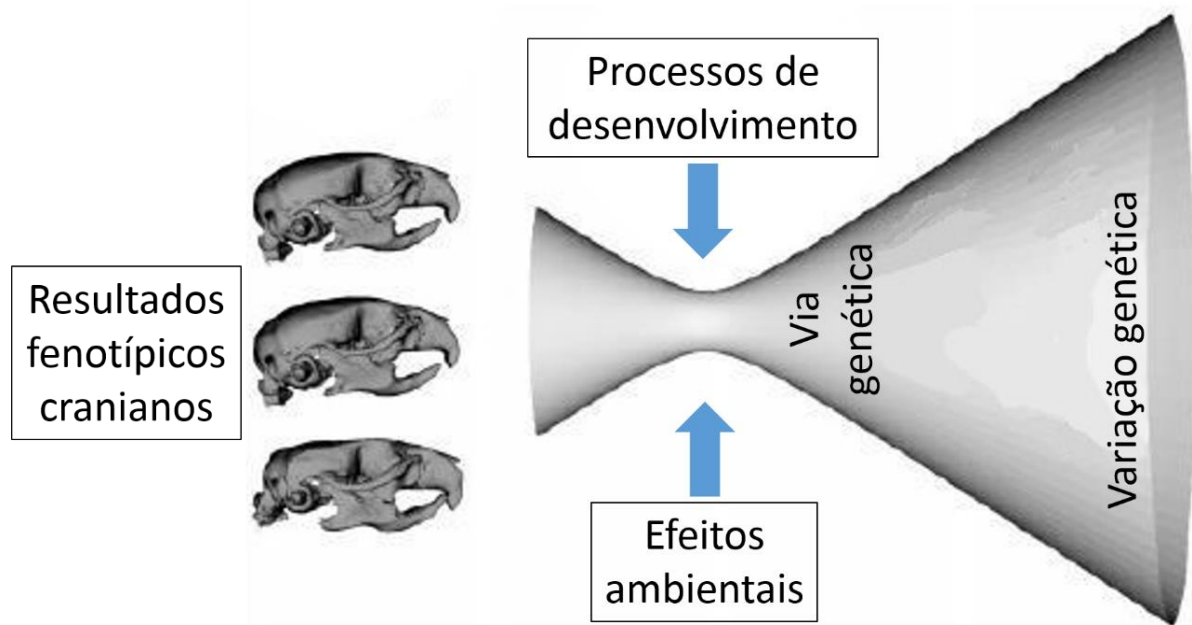 Processos de
desenvolvimento
Resultados
fenotípicos
cranianos
Via
genética
Variação genética
Efeitos
ambientais